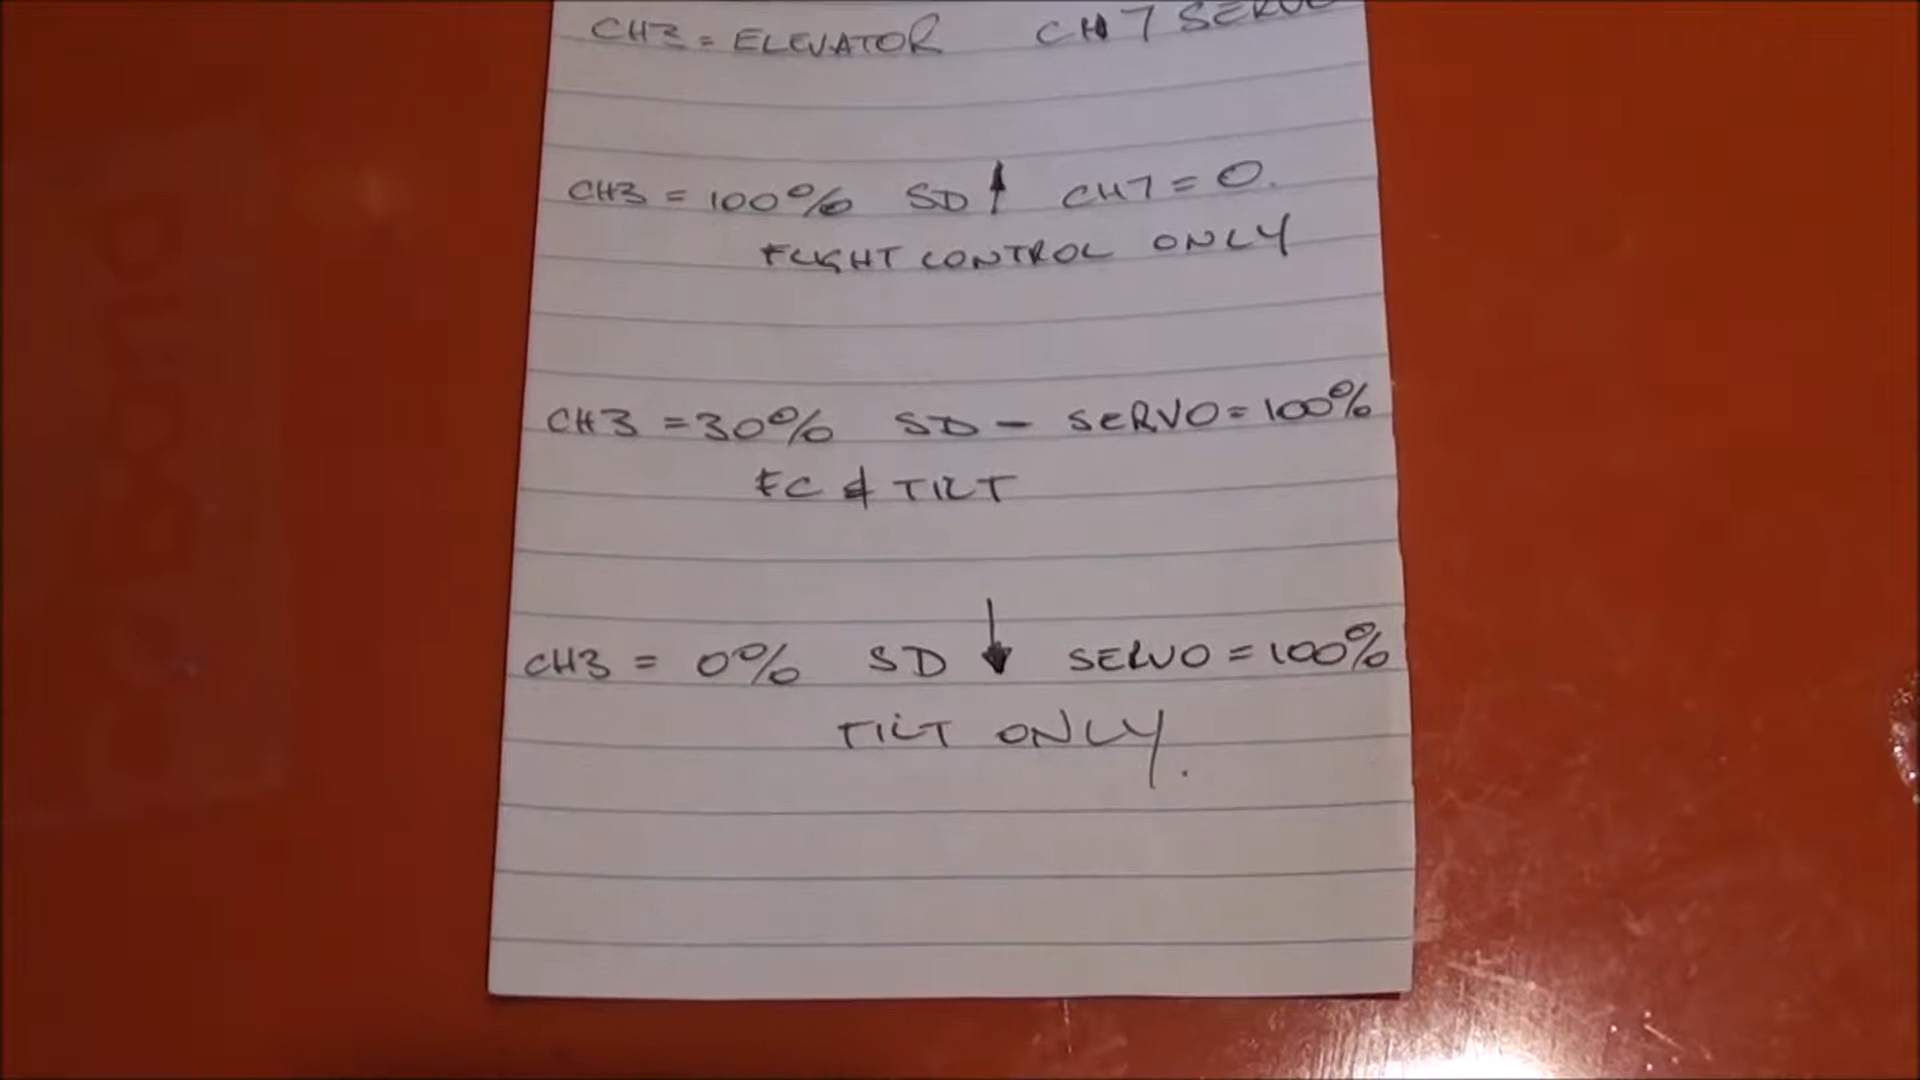 CH3 = ELEVATOR CH7 SERVO
CH3 = 100% SD ↑ CH7 = 0.
FLIGHT CONTROL ONLY
CH3 = 30% SD - SERVO = 100%
FC & TILT
CH3 = 0% SD ↓ SERVO = 100%
TILT ONLY.